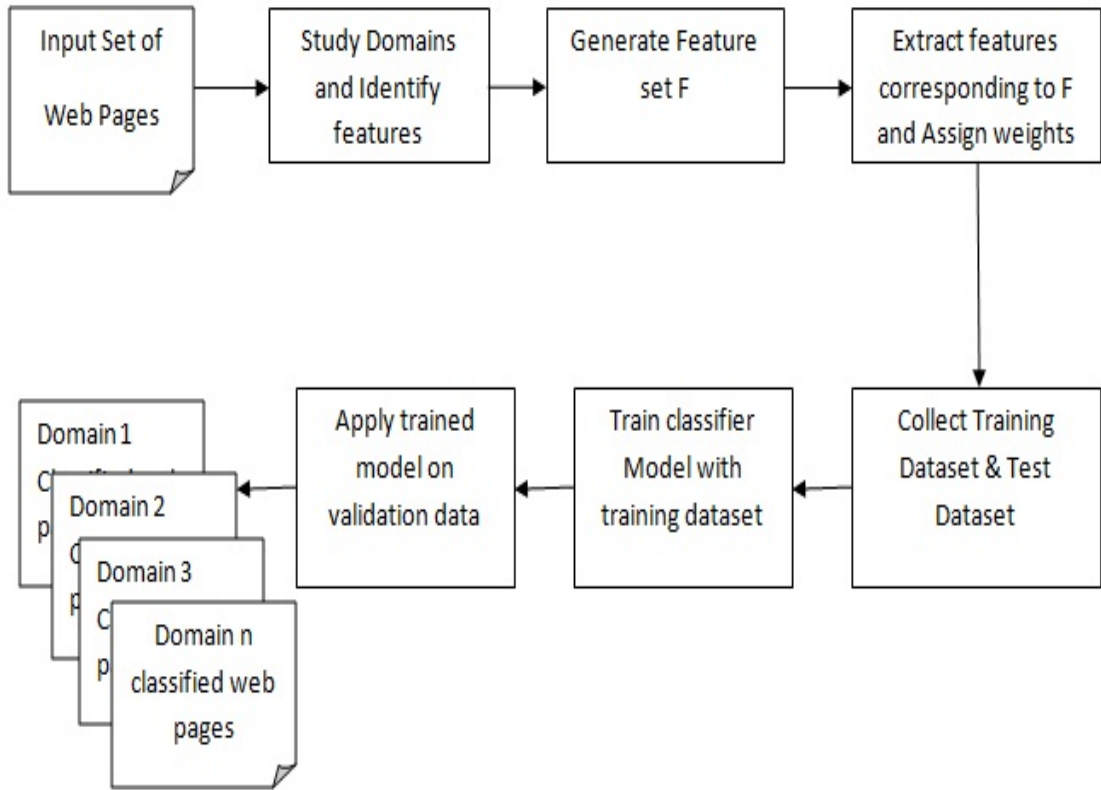 Input Set of
Web Pages
Study Domains
and Identify
features
Generate Feature
set F
Extract features
corresponding to F
and Assign weights
Collect Training
Dataset & Test
Dataset
Train classifier
Model with
training dataset
Apply trained
model on
validation data
Domain 1
Domain 2
Domain 3
Domain n
classified web
pages